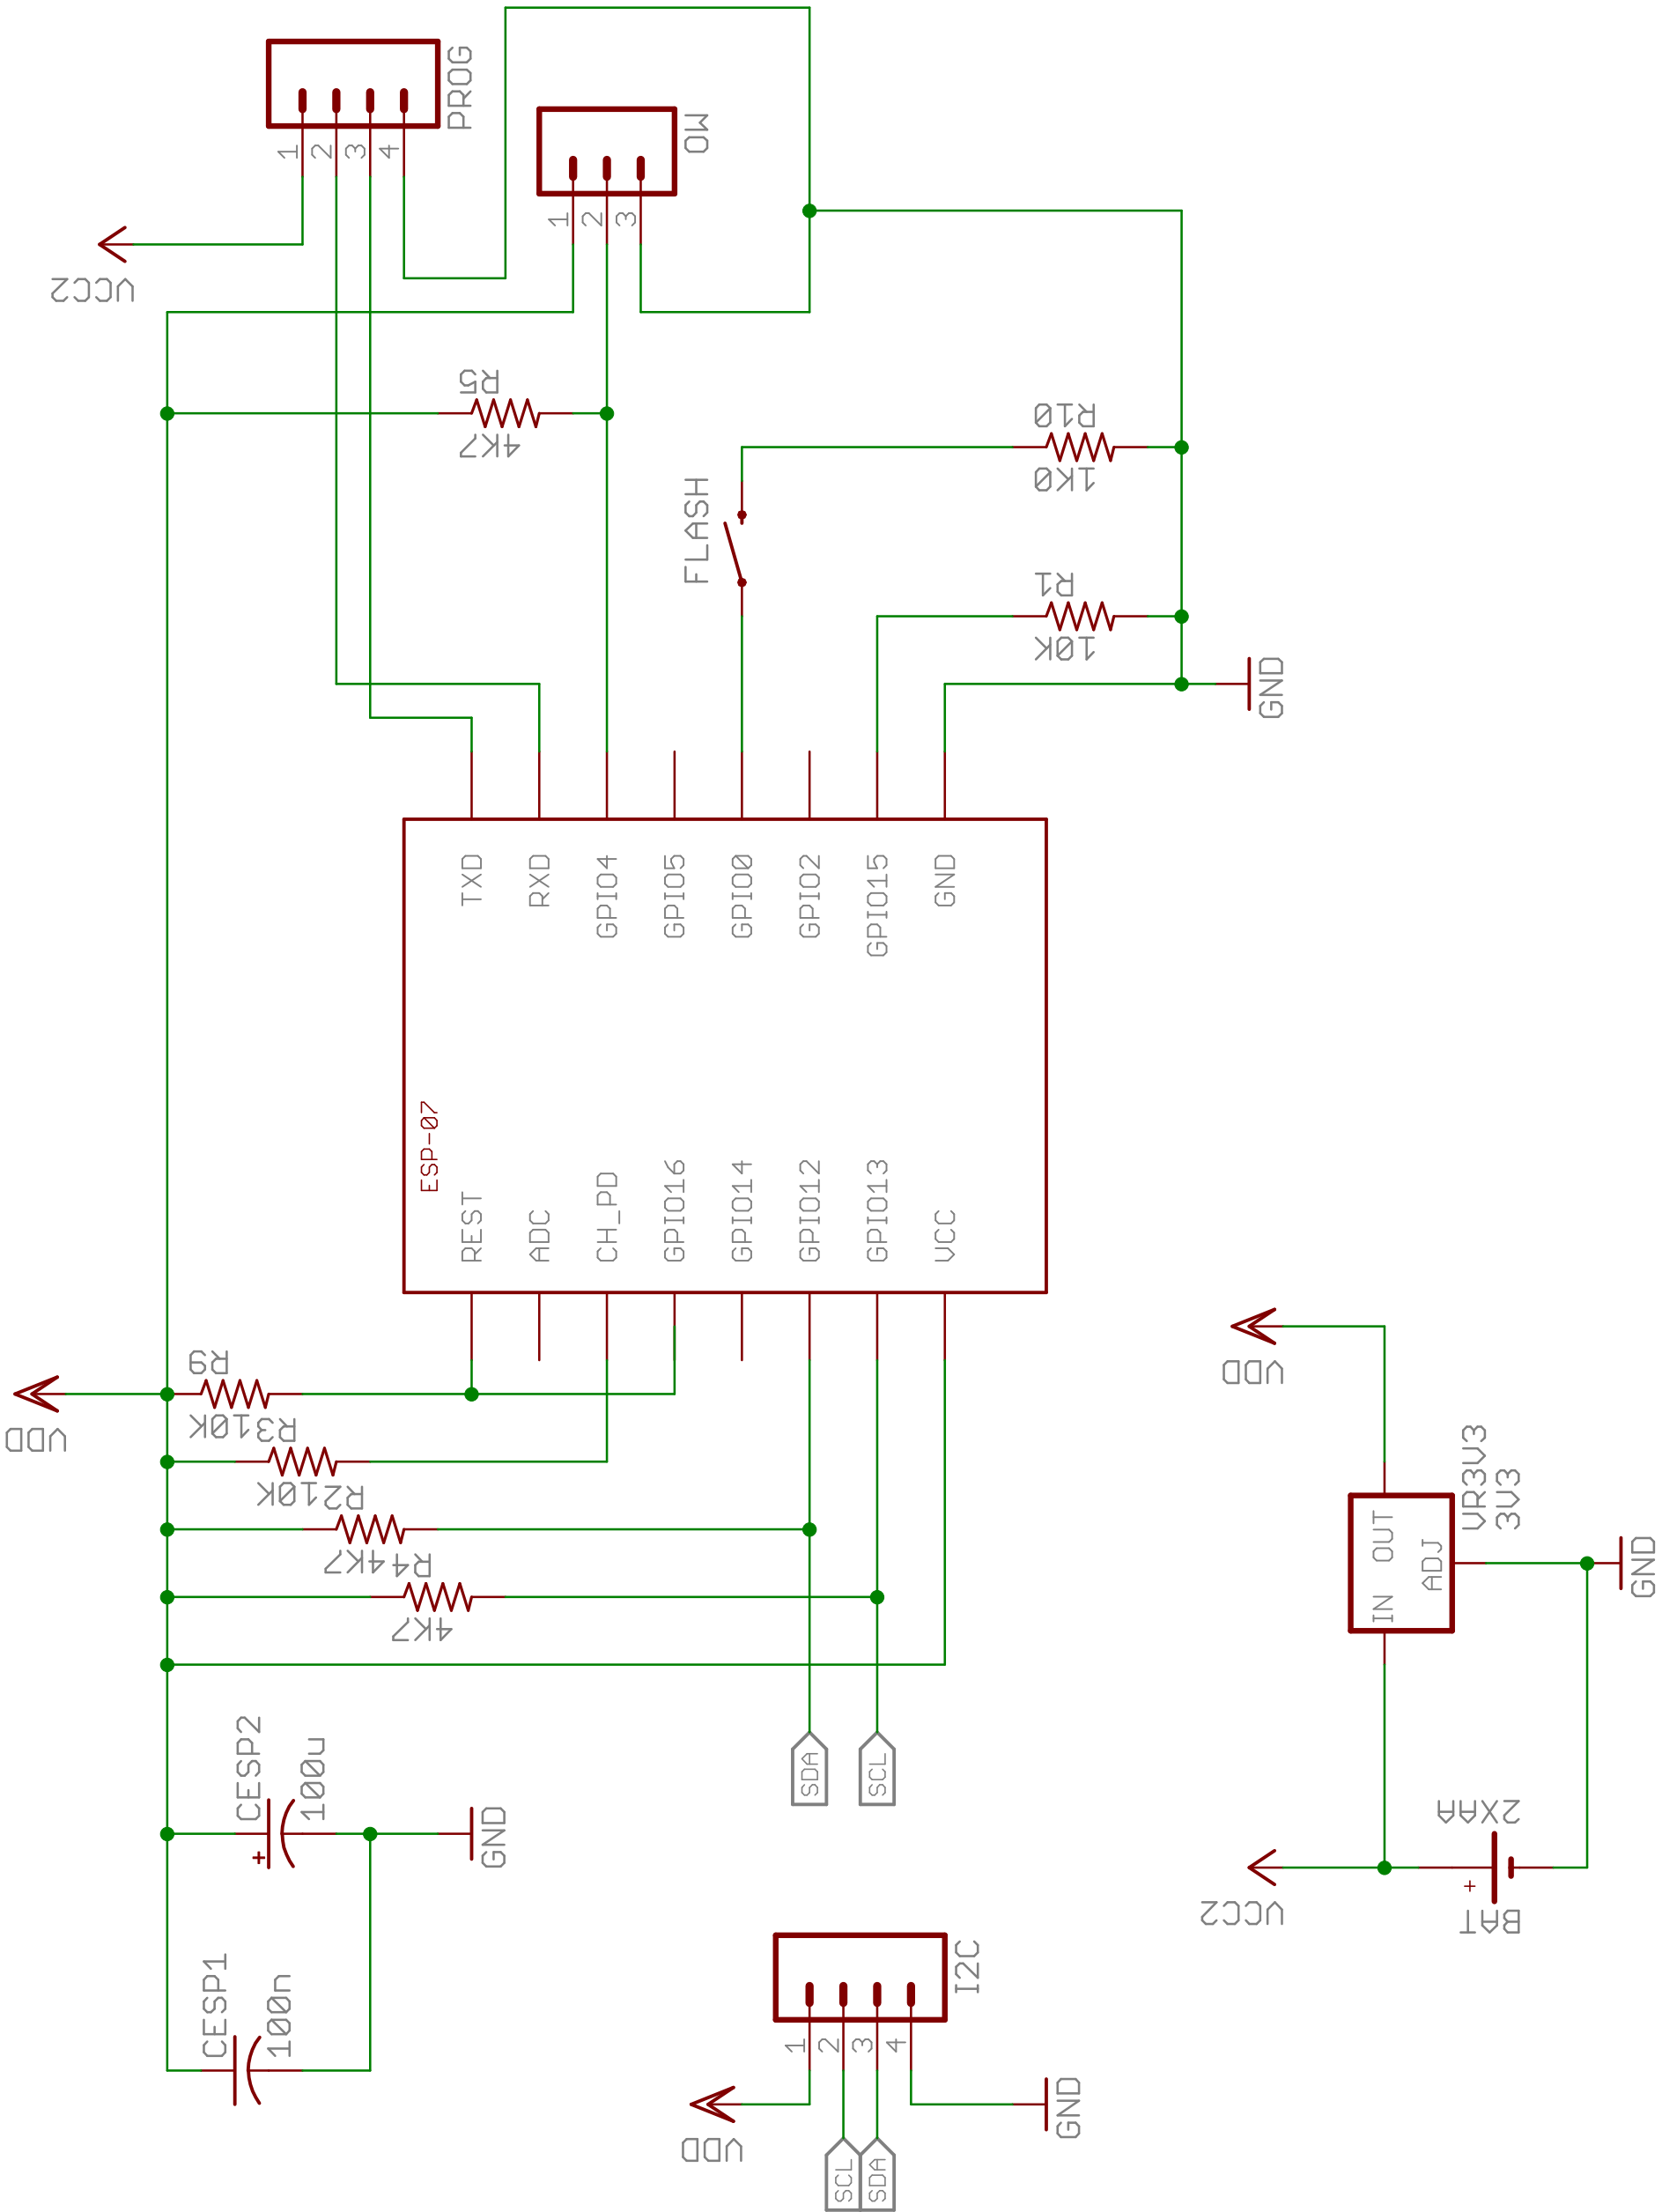 PROG
1
2
3
4
OW
1
2
3
VCC2
R5
4K7
R10
1K0
FLASH
R1
10K
GND
TXD
RXD
GPIO4
GPIO5
GPIO0
GPIO2
GPIO15
GND
ESP-07
REST
ADC
CH_PD
GPIO16
GPIO14
GPIO12
GPIO13
VCC
VDD
R9
10K
R3
10K
R2
4K7
R4
4K7
VDD
VR3V3
3V3
IN
OUT
ADJ
GND
SDA
SCL
CESP2
100u
+
GND
2XAA
+
BAT
VCC2
CESP1
100n
I2C
1
2
3
4
VDD
GND
SCL
SDA